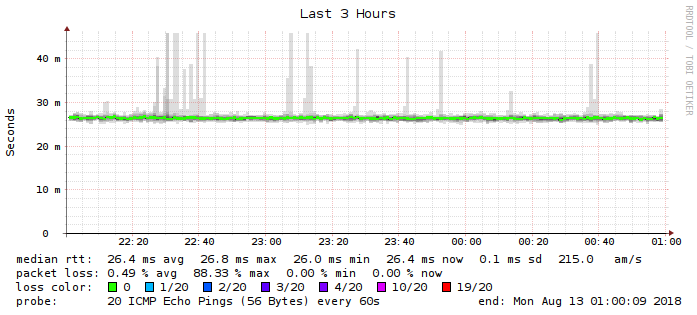 Last 3 Hours
RRDTOOL / TOBI OETIKER
Seconds
40 m
30 m
20 m
10 m
0
22:20 22:40 23:00 23:20 23:40 00:00 00:20 00:40 01:00
median rtt: 26.4 ms avg 26.8 ms max 26.0 ms min 26.4 ms now 0.1 ms sd 215.0 am/s
packet loss: 0.49 % avg 88.33 % max 0.00 % min 0.00 % now
loss color: 0 1/20 2/20 3/20 4/20 10/20 19/20
probe: 20 ICMP Echo Pings (56 Bytes) every 60s end: Mon Aug 13 01:00:09 2018